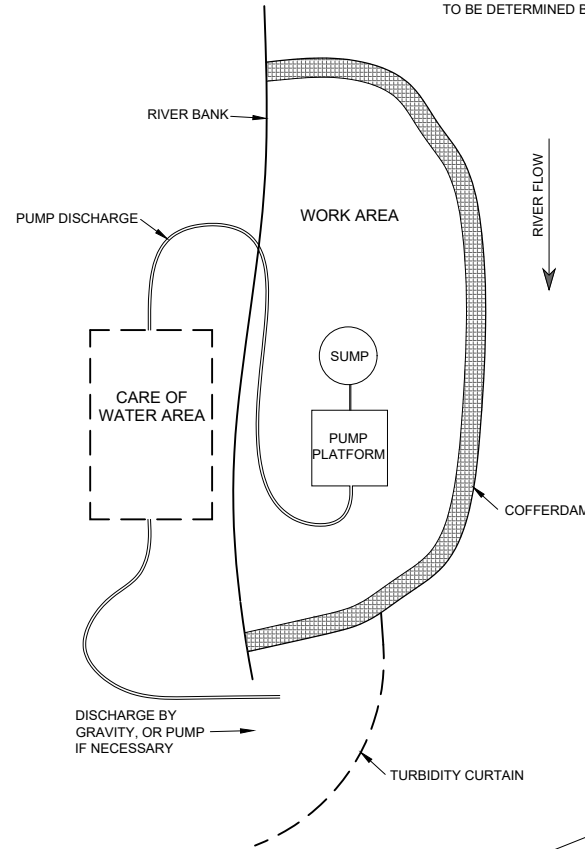 TO BE DETERMINED B
RIVER BANK
RIVER FLOW
WORK AREA
PUMP DISCHARGE
SUMP
CARE OF
WATER AREA
PUMP
PLATFORM
COFFERDAM
DISCHARGE BY
GRAVITY, OR PUMP
IF NECESSARY
TURBIDITY CURTAIN